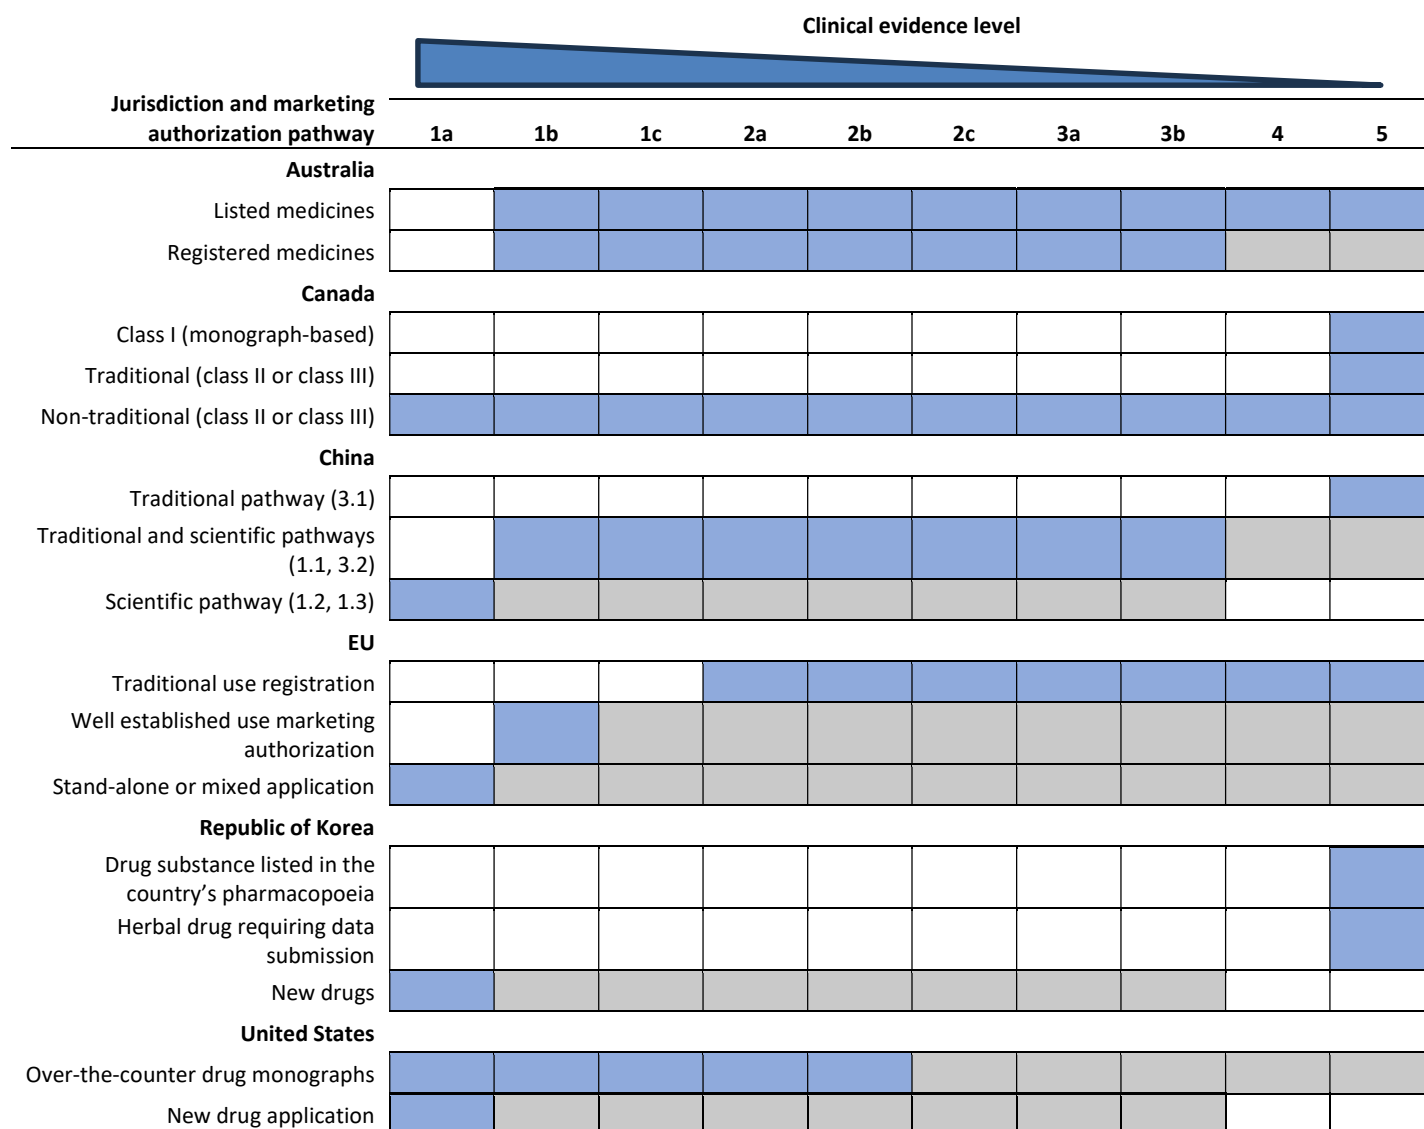 Clinical evidence level
Jurisdiction and marketing
authorization pathway 1a 1b 1c 2a 2b 2c 3a 3b 4 5
Australia
Listed medicines
Registered medicines
Canada
Class I (monograph-based)
Traditional (class II or class III)
Non-traditional (class II or class III)
China
Traditional pathway (3.1)
Traditional and scientific pathways
(1.1, 3.2)
Scientific pathway (1.2, 1.3)
EU
Traditional use registration
Well established use marketing
authorization
Stand-alone or mixed application
Republic of Korea
Drug substance listed in the
country’s pharmacopoeia
Herbal drug requiring data
submission
New drugs
United States
Over-the-counter drug monographs
New drug application